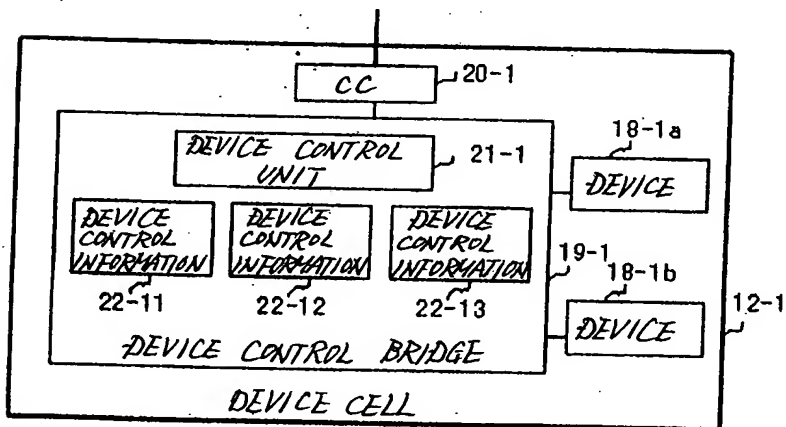 CC
20-1
DEVICE CONTROL
UNIT
21-1
18-1a
DEVICE
DEVICE
CONTROL
INFORMATION
22-11
DEVICE
CONTROL
INFORMATION
22-12
DEVICE
CONTROL
INFORMATION
22-13
19-1
18-1b
DEVICE
12-1
DEVICE CONTROL BRIDGE
DEVICE CELL